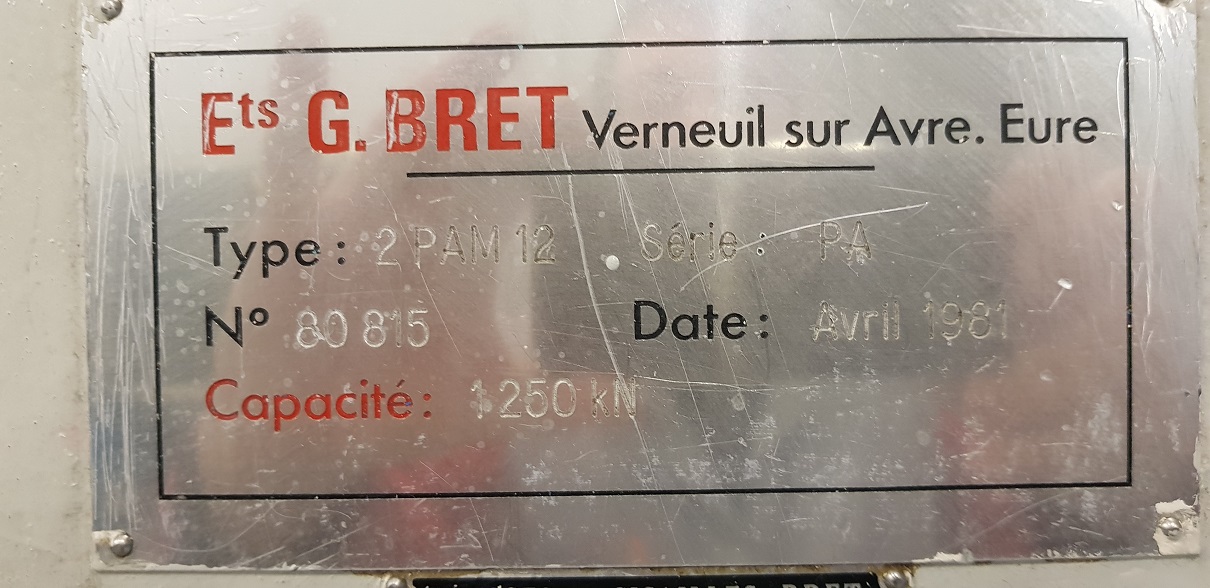 Ets G. BRET Verneuil sur Avre. Eure
Type: 2 PAM 12 Série: PA
N° 80 815 Date: Avril 1981
Capacité: 1250 kN
BRET